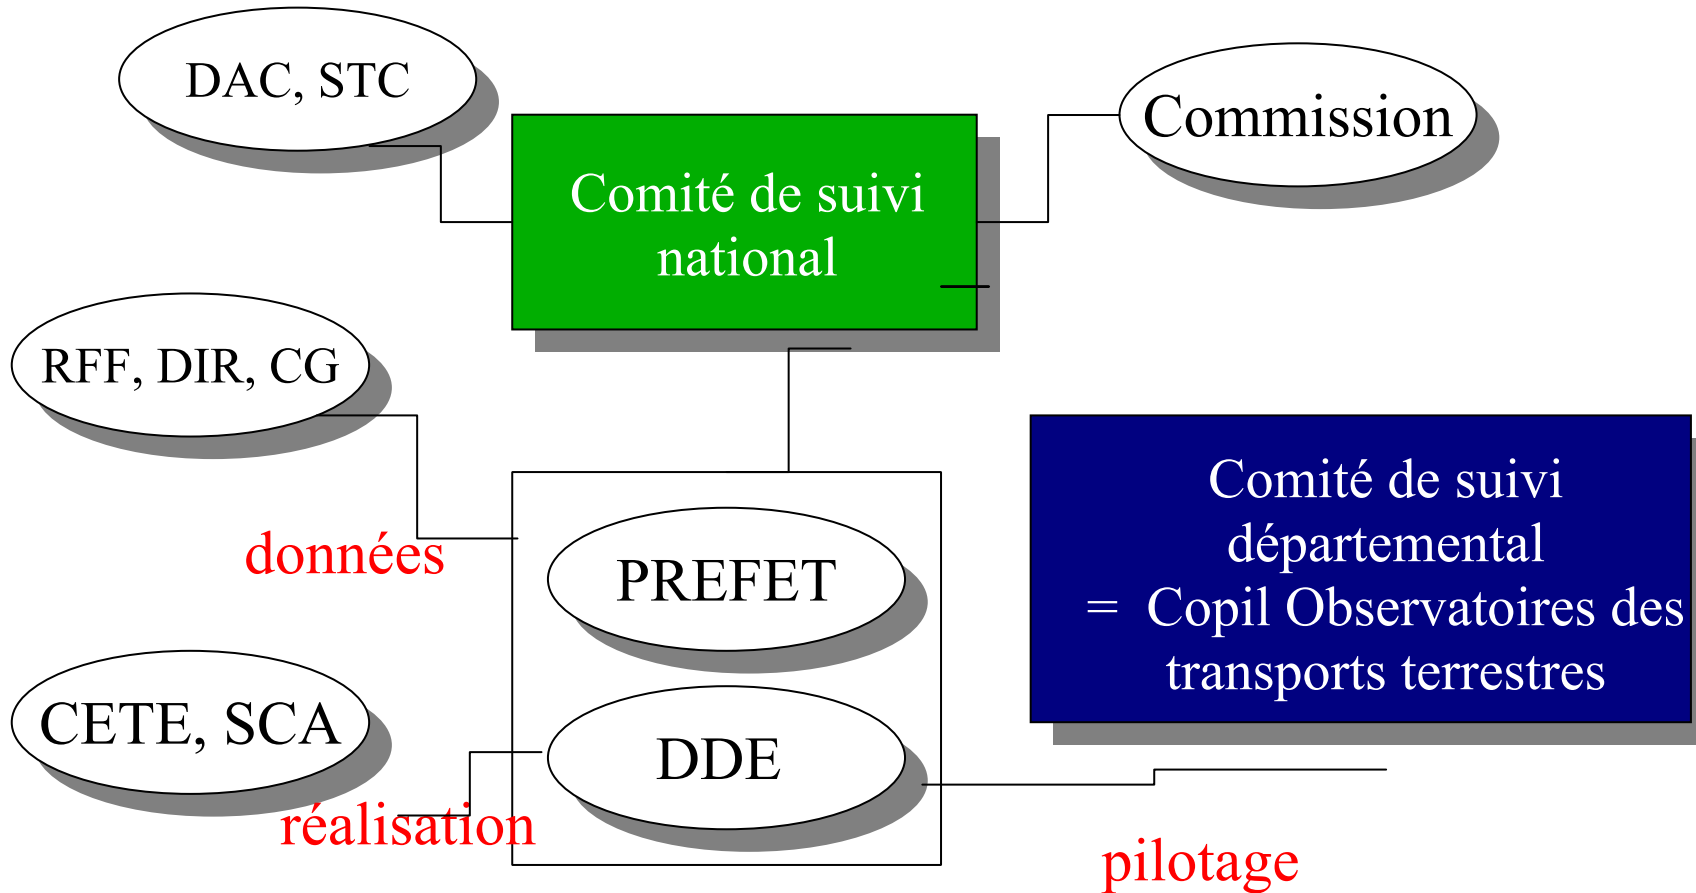 DAC, STC
Commission
Comité de suivi
national
RFF, DIR, CG
données
PREFET
Comité de suivi
départemental
= Copil Observatoires des
transports terrestres
CETE, SCA
DDE
réalisation
pilotage